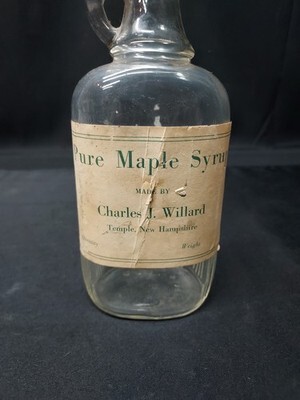 Pure Maple Syru
MADE BY
Charles J. Willard
Temple, New Hampshire
Weight